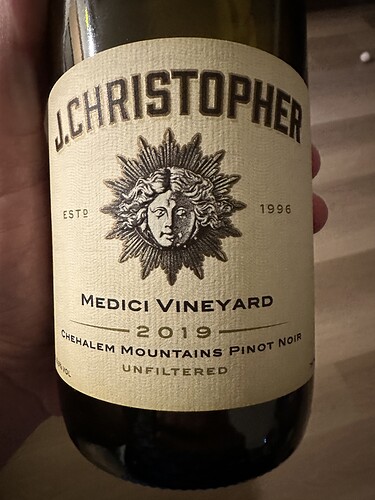 J.CHRISTOPHER
ESTD 1996
MEDICI VINEYARD
2019
CHEHALEM MOUNTAINS PINOT NOIR
UNFILTERED